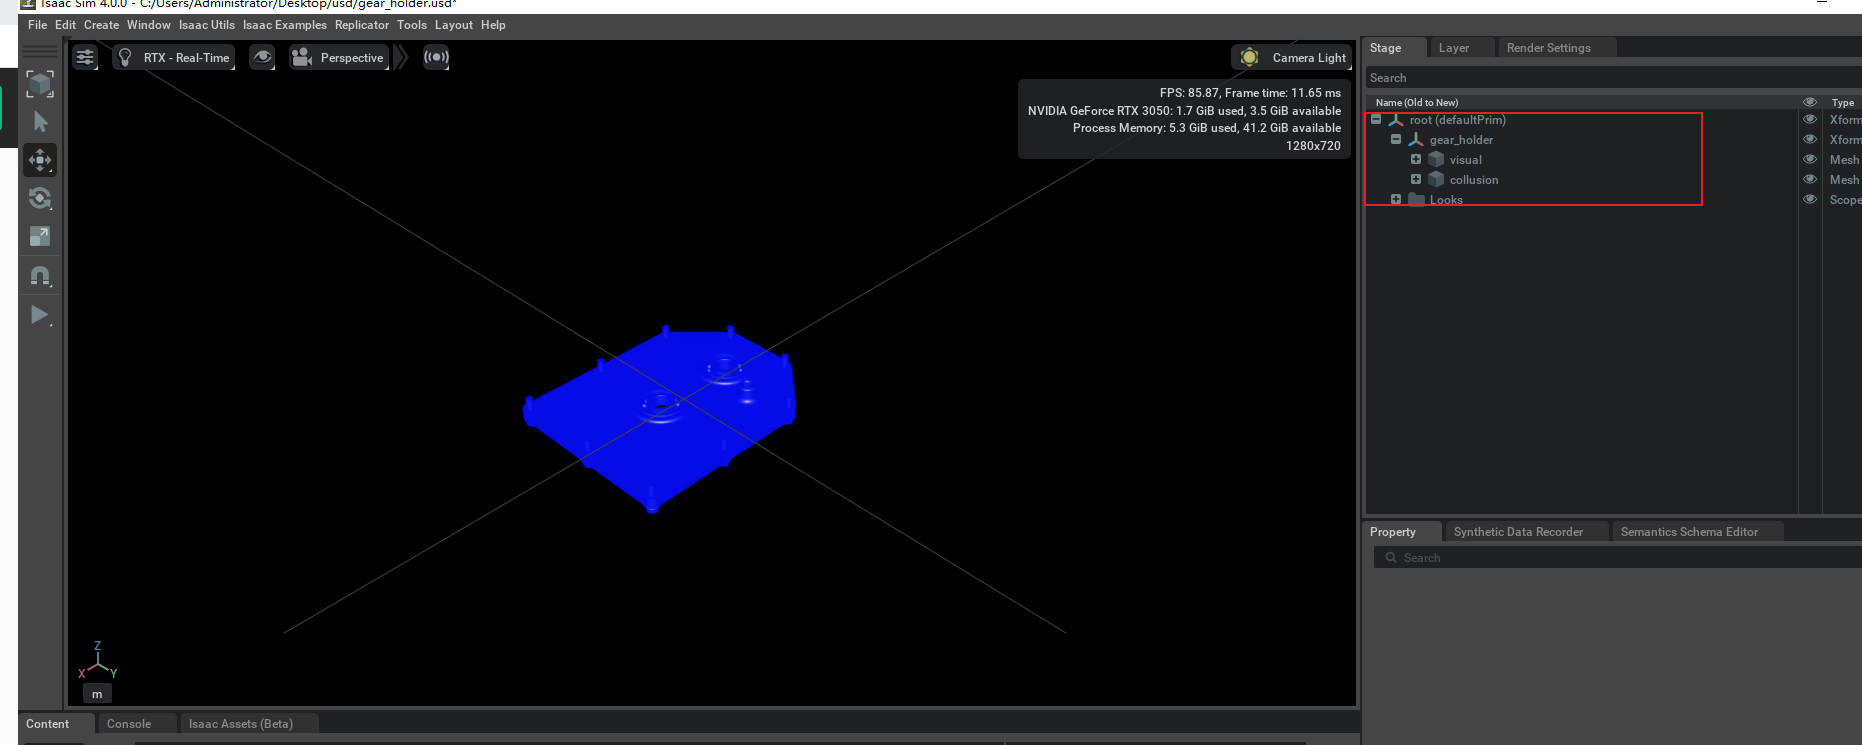 Isaac Sim 4.0.0 - C:/Users/Administrator/Desktop/usd/gear_holder.usd*
File Edit Create Window Isaac Utils Isaac Examples Replicator Tools Layout Help
RTX - Real-Time
Perspective
Camera Light
FPS: 85.87, Frame time: 11.65 ms
NVIDIA GeForce RTX 3050: 1.7 GiB used, 3.5 GiB available
Process Memory: 5.3 GiB used, 41.2 GiB available
1280x720
Z
X
Y
m
Content Console Isaac Assets (Beta)
Stage Layer Render Settings
Search
Name (Old to New) Type
root (defaultPrim) Xform
gear_holder Xform
visual Mesh
collusion Mesh
Looks Scope
Property Synthetic Data Recorder Semantics Schema Editor
Search